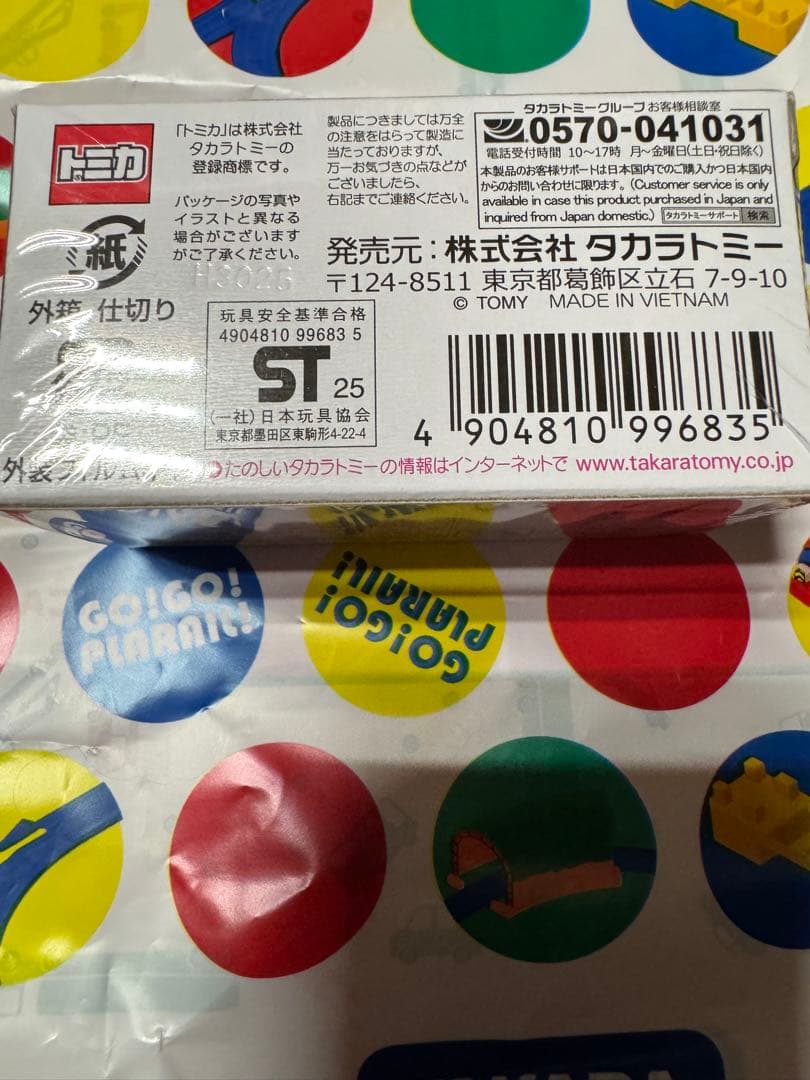 トミカ
「トミカ」は株式会社
タカラトミーの
登録商標です。
パッケージの写真や
イラストと異なる
場合がございます
がご了承ください。
製品につきましては万全
の注意をはらって製造に
当たっておりますが、
万一お気づきの点などが
ございましたら、
右記までご連絡ください。
タカラトミーグループ お客様相談室
0570-041031
電話受付時間 10〜17時 月〜金曜日(土日・祝日除く)
本製品のお客様サポートは日本国内でのご購入かつ日本国内
からのお問い合わせに限ります。(Customer service is only
available in case this product purchased in Japan and
inquired from Japan domestic.) タカラトミーサポート 検索
発売元：株式会社 タカラトミー
〒124-8511 東京都葛飾区立石 7-9-10
© TOMY MADE IN VIETNAM
紙
外箱 仕切り
玩具安全基準合格
4904810 99683 5
ST 25
(一社)日本玩具協会
東京都墨田区東駒形4-22-4
4 904810 996835
たのしいタカラトミーの情報はインターネットで www.takaratomy.co.jp
GO!GO!
PLARAIL!
GO!GO!
PLARAIL!